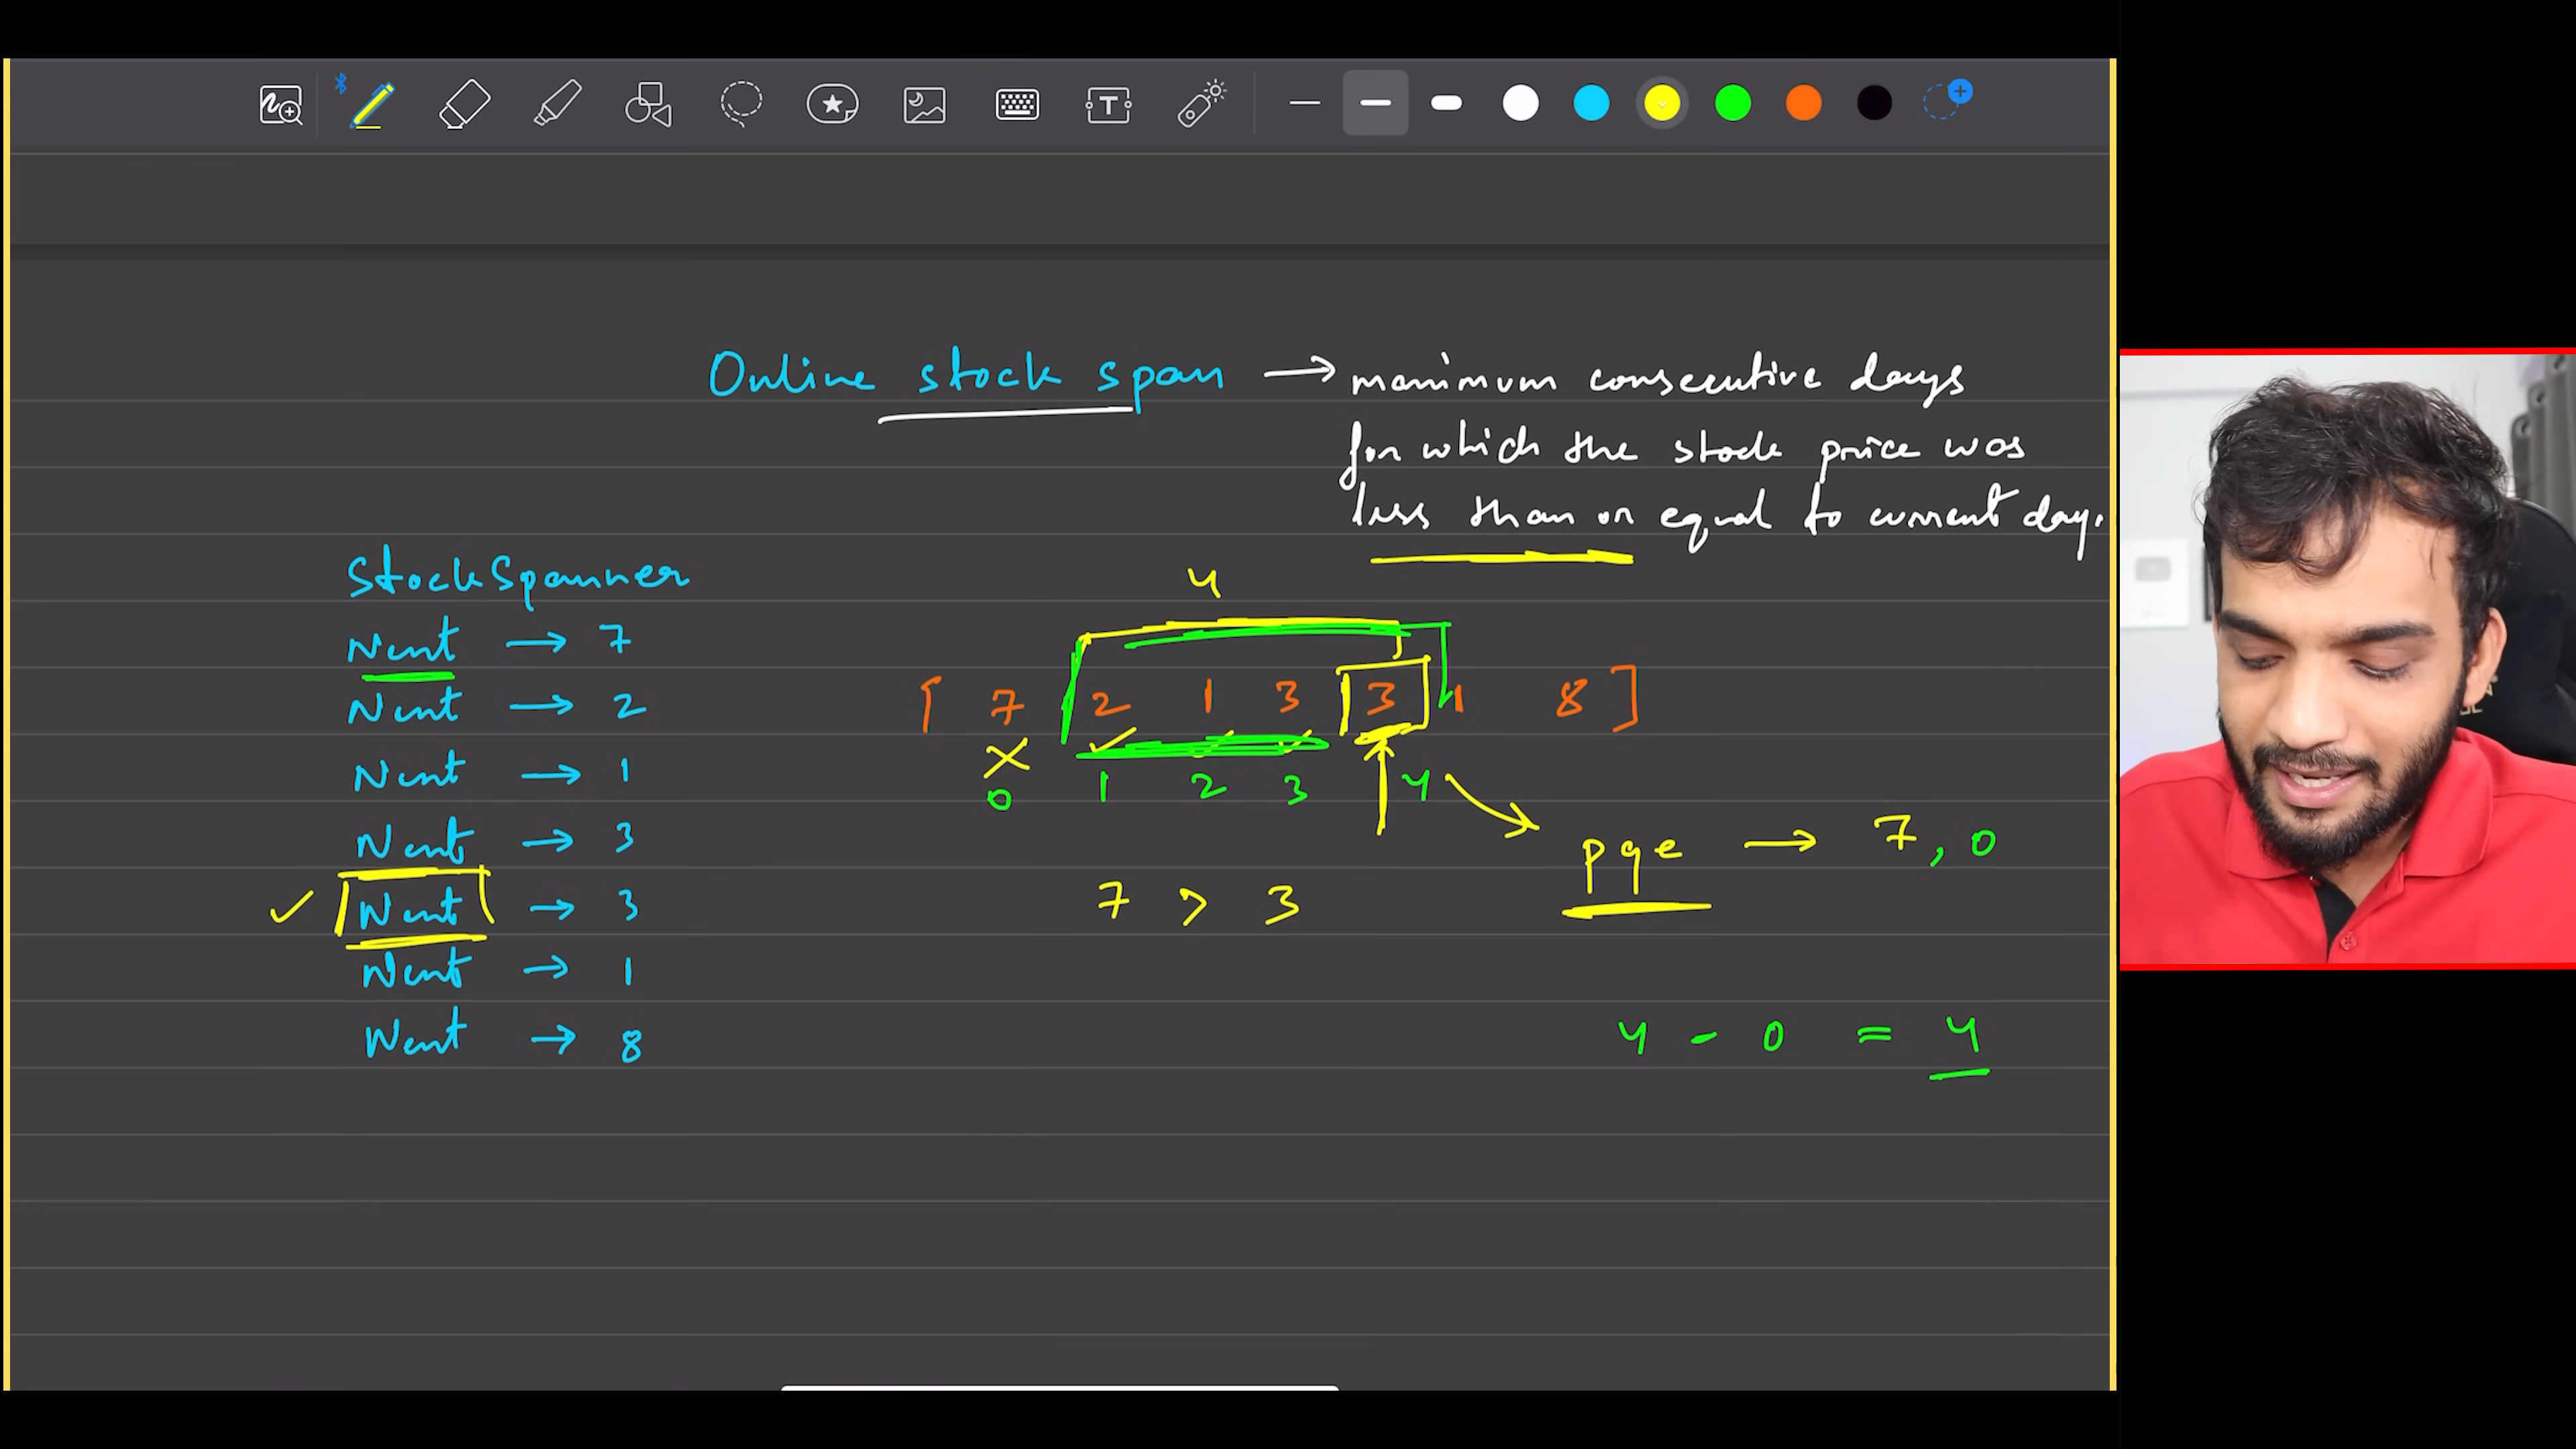 Online stock span → maximum consecutive days
for which the stock price was
less than or equal to current day.
StockSpanner
Next → 7
Next → 2
Next → 1
Next → 3
Next → 3
Next → 1
Next → 8
4
[ 7 2 1 3 3 1 8 ]
0 1 2 3 4
pge → 7, 0
7 > 3
4 - 0 = 4